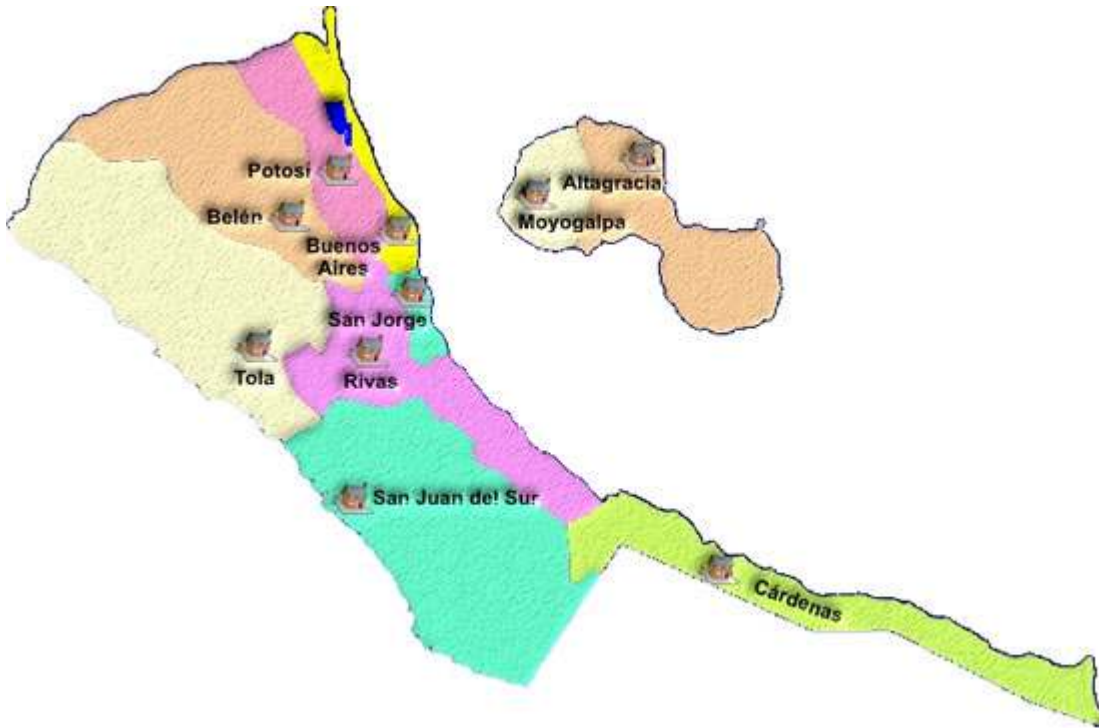 Potosí
Altagracia
Belén
Moyogalpa
Buenos
Aires
San Jorge
Tola
Rivas
San Juan del Sur
Cárdenas